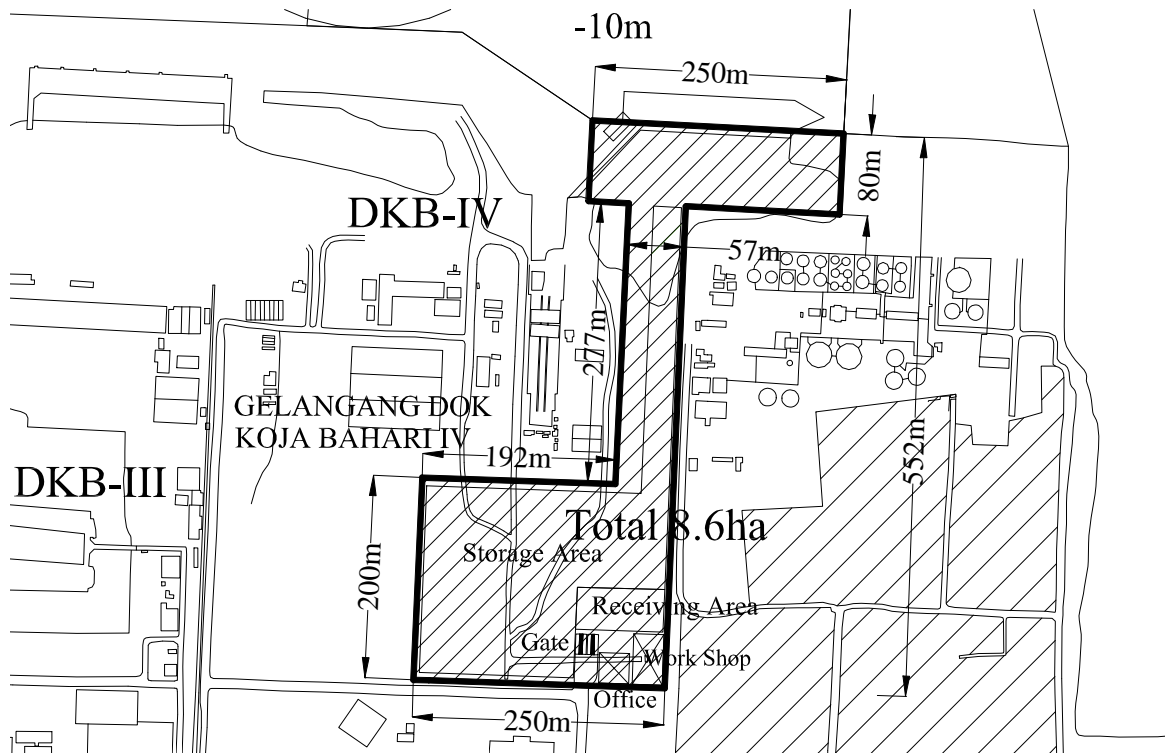 -10m
250m
80m
DKB-IV
57m
277m
GELANGANG DOK
KOJA BAHARI IV
192m
552m
DKB-III
Total 8.6ha
Storage Area
200m
Receiving Area
Gate
Work Shop
Office
250m